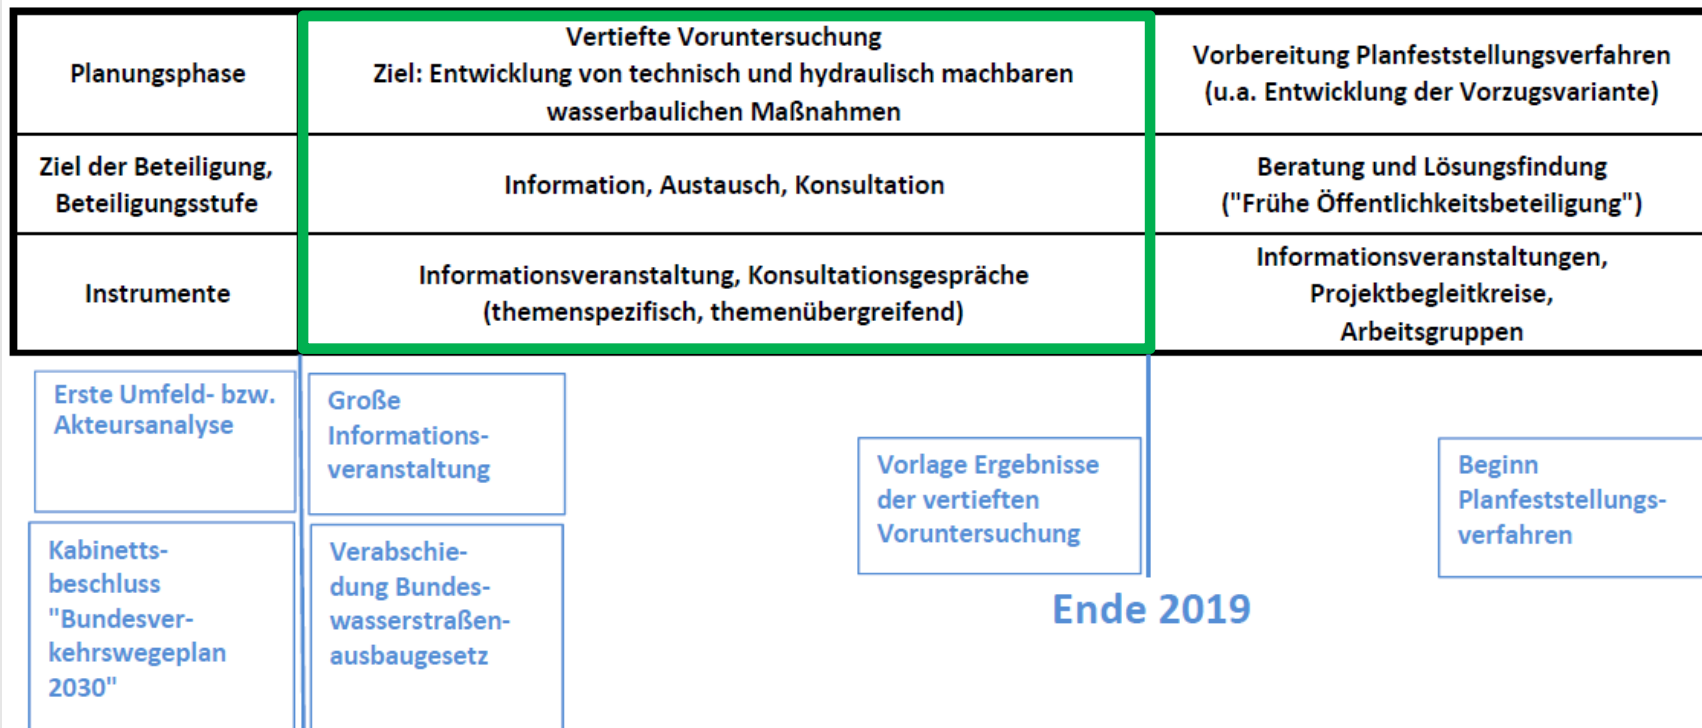 Planungsphase
Vertiefte Voruntersuchung
Ziel: Entwicklung von technisch und hydraulisch machbaren
wasserbaulichen Maßnahmen
Vorbereitung Planfeststellungsverfahren
(u.a. Entwicklung der Vorzugsvariante)
Ziel der Beteiligung,
Beteiligungsstufe
Information, Austausch, Konsultation
Beratung und Lösungsfindung
("Frühe Öffentlichkeitsbeteiligung")
Instrumente
Informationsveranstaltung, Konsultationsgespräche
(themenspezifisch, themenübergreifend)
Informationsveranstaltungen,
Projektbegleitkreise,
Arbeitsgruppen
Erste Umfeld- bzw.
Akteursanalyse
Große
Informations-
veranstaltung
Vorlage Ergebnisse
der vertieften
Voruntersuchung
Beginn
Planfeststellungs-
verfahren
Kabinetts-
beschluss
"Bundesver-
kehrswegeplan
2030"
Verabschie-
dung Bundes-
wasserstraßen-
ausbaugesetz
Ende 2019